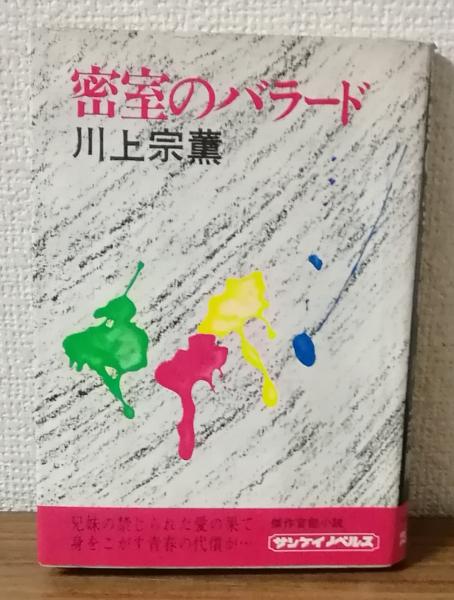 密室のバラード
川上宗薫
兄妹の禁じられた愛の果て
身をこがす青春の代償が…
傑作官能小説
サンケイノベルス